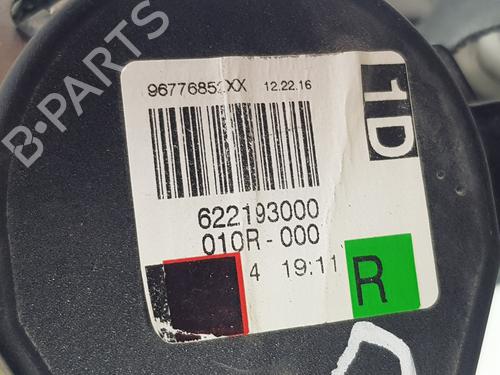 96776852XX 12.22.16
1D
622193000
010R-000
4 19:11
R
B-PARTS